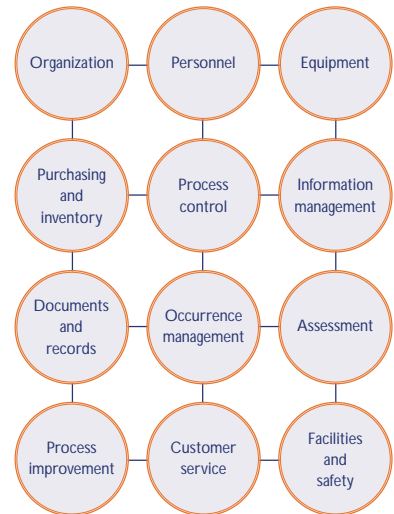 Organization
Personnel
Equipment
Purchasing
and
inventory
Process
control
Information
management
Documents
and
records
Occurrence
management
Assessment
Process
improvement
Customer
service
Facilities
and
safety